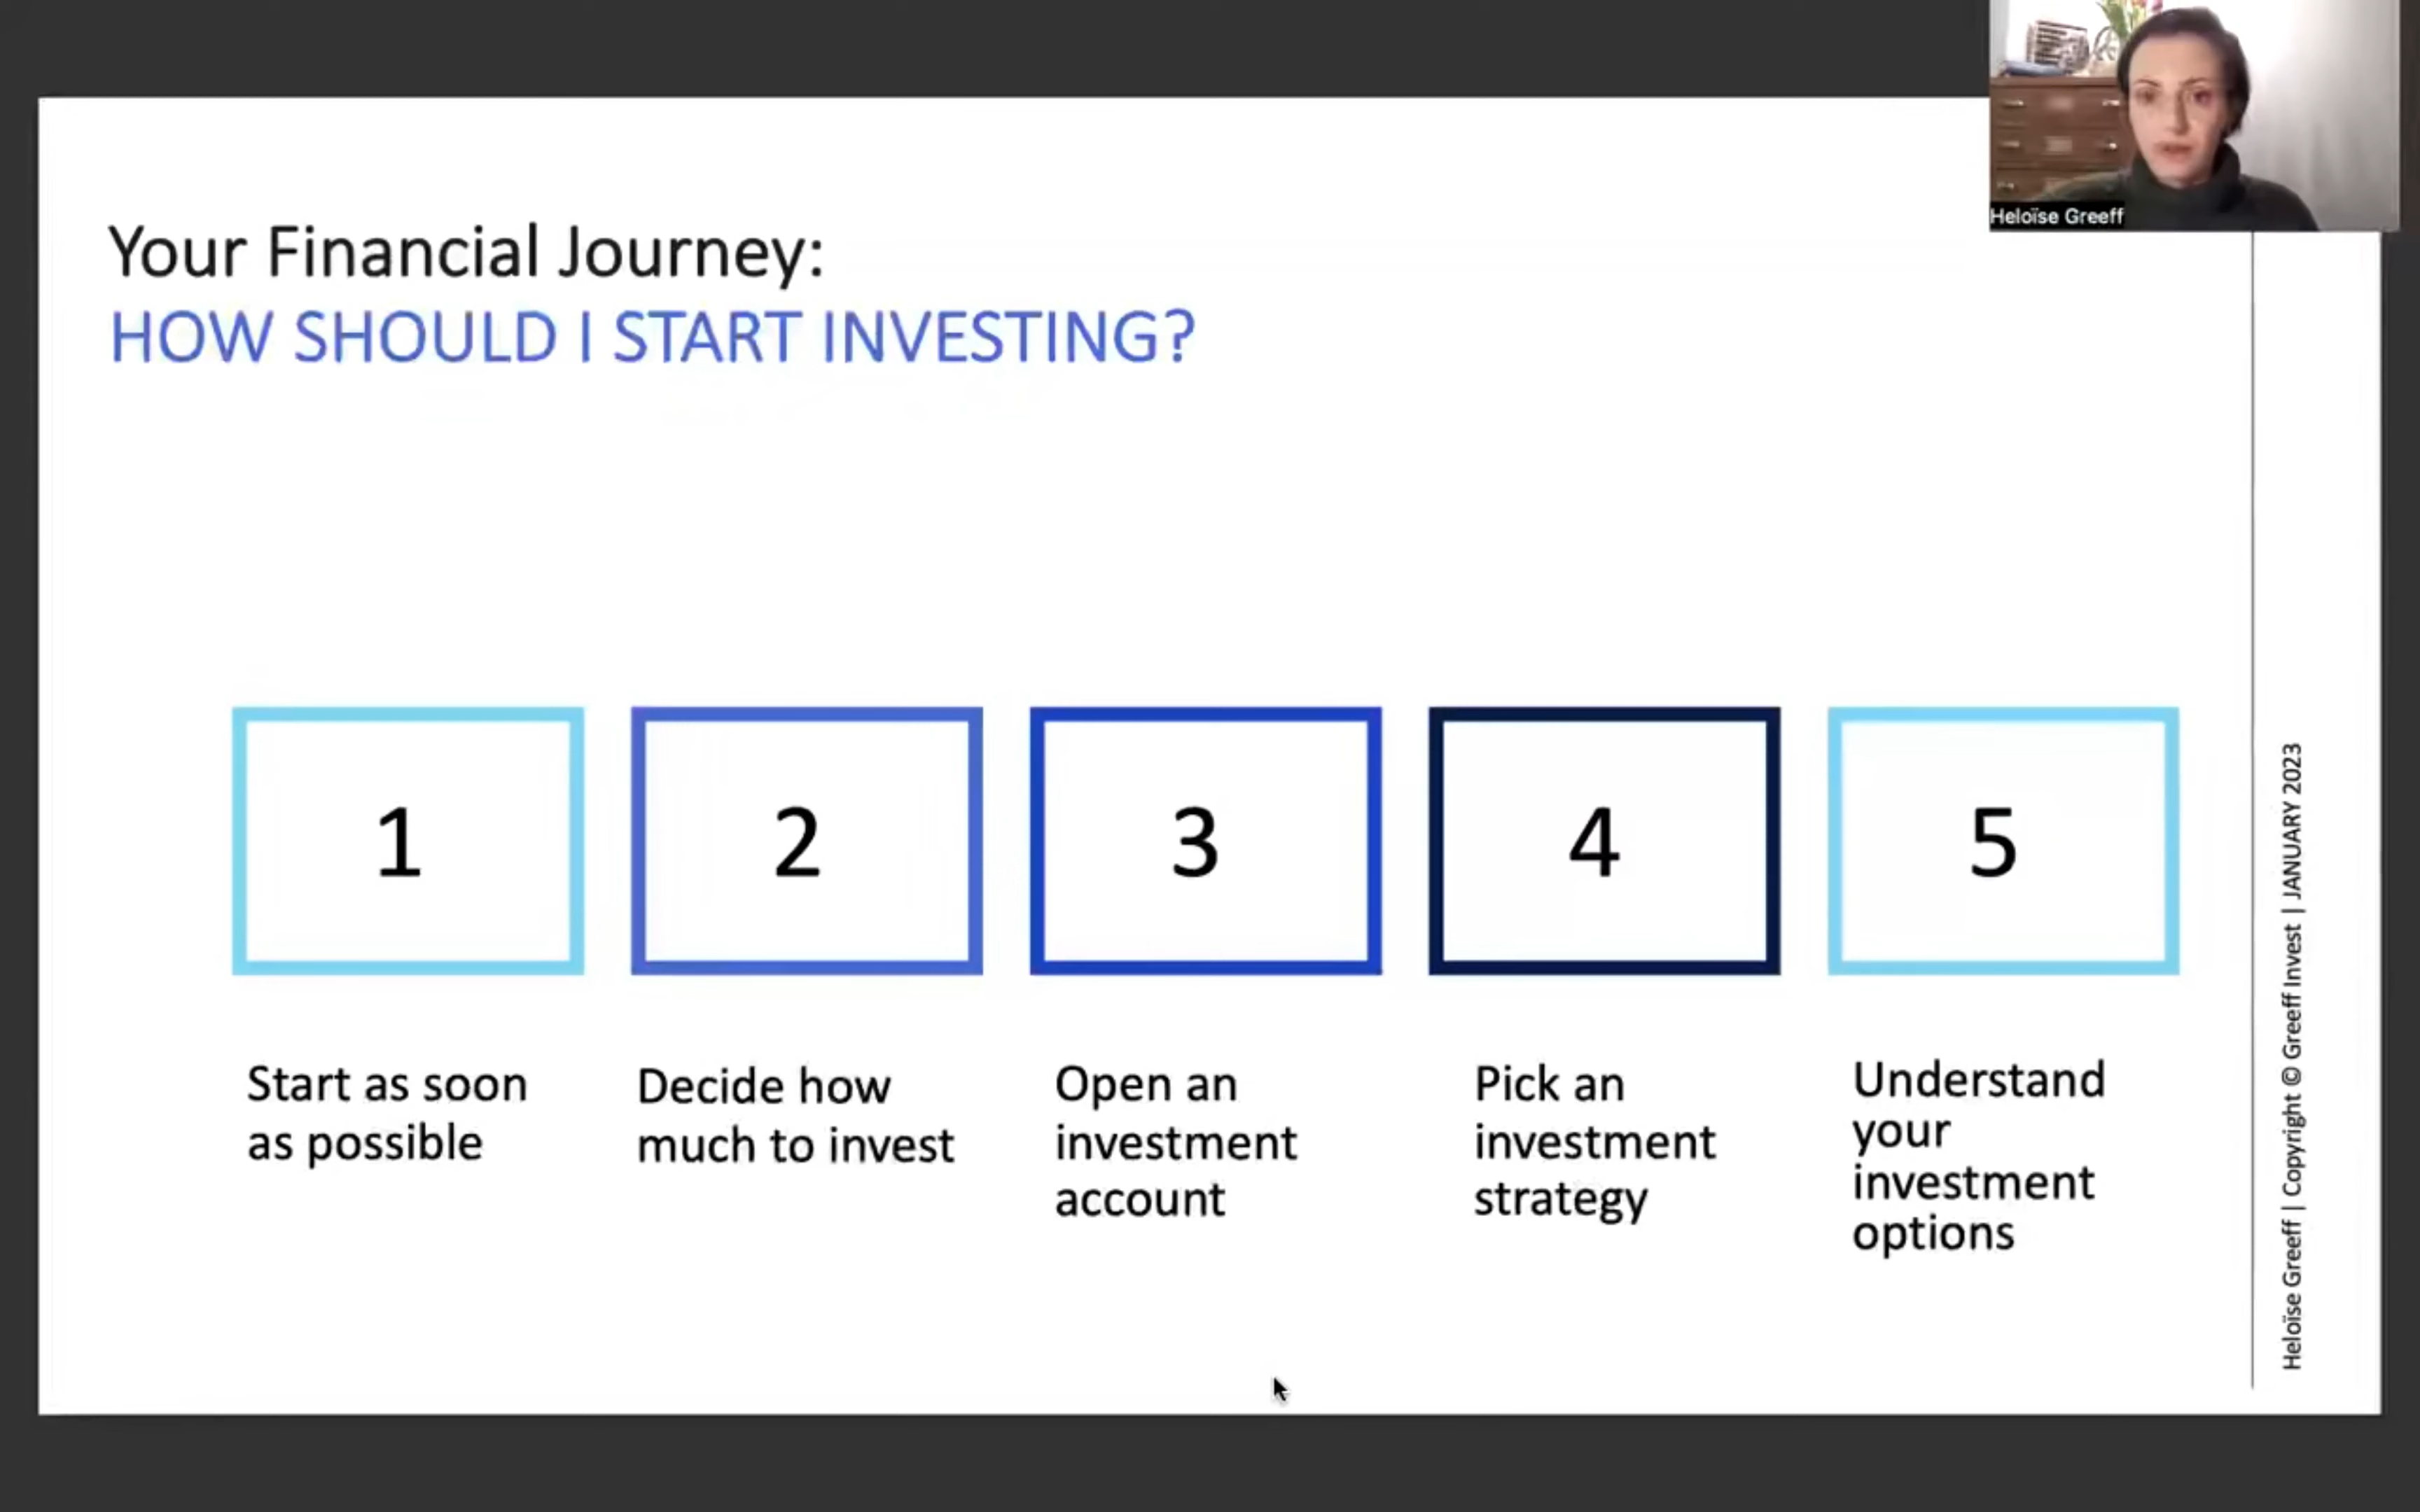 Heloïse Greeff
Your Financial Journey:
HOW SHOULD I START INVESTING?
1
Start as soon
as possible
2
Decide how
much to invest
3
Open an
investment
account
4
Pick an
investment
strategy
5
Understand
your
investment
options
Heloïse Greeff | Copyright © Greeff Invest | JANUARY 2023